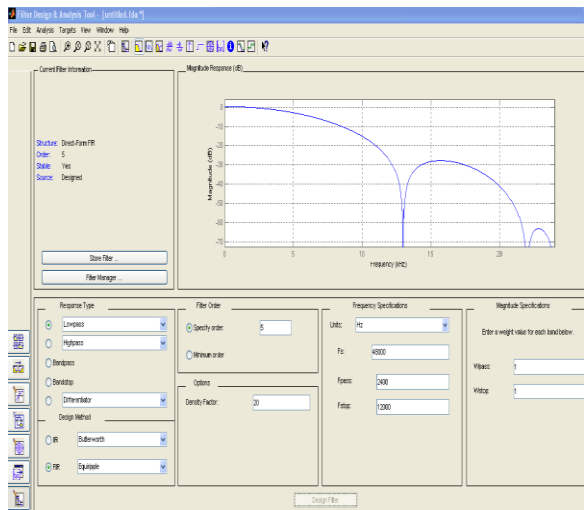 Filter Design & Analysis Tool - [untitled.fda *]
File Edit Analysis Targets View Window Help
Current Filter Information
Structure: Direct-Form FIR
Order: 5
Stable: Yes
Source: Designed
Store Filter ...
Filter Manager ...
Magnitude Response (dB)
Magnitude (dB)
0
-10
-20
-30
-40
-50
-60
-70
0 5 10 15 20
Frequency (kHz)
Response Type
Lowpass
Highpass
Bandpass
Bandstop
Differentiator
Design Method
IIR Butterworth
FIR Equiripple
Filter Order
Specify order: 5
Minimum order
Options
Density Factor: 20
Frequency Specifications
Units: Hz
Fs: 48000
Fpass: 2400
Fstop: 12000
Magnitude Specifications
Enter a weight value for each band below.
Wpass: 1
Wstop: 1
Design Filter